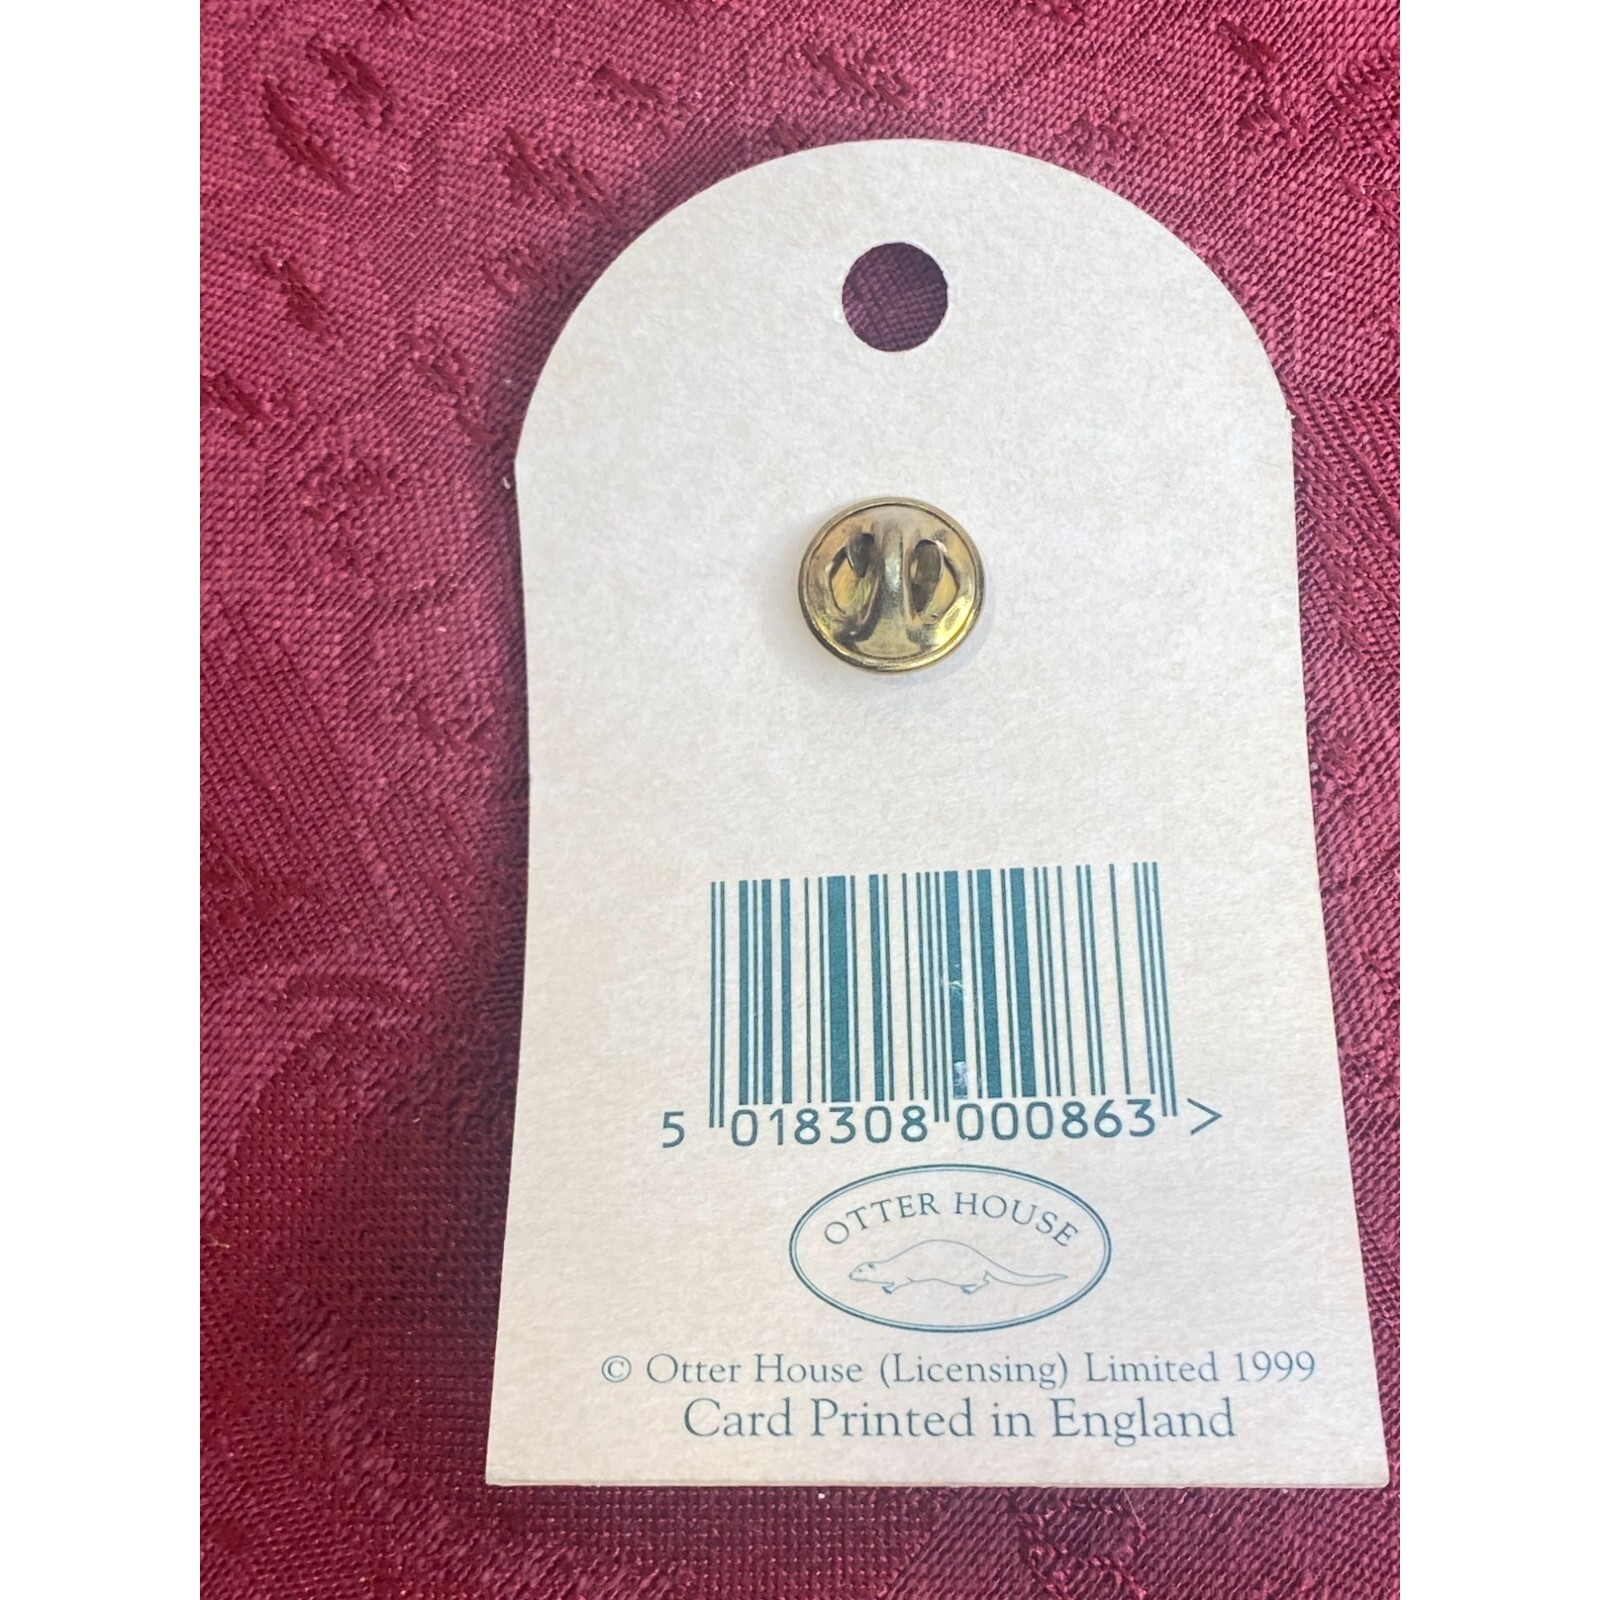 5 018308 000863 >
OTTER HOUSE
© Otter House (Licensing) Limited 1999
Card Printed in England